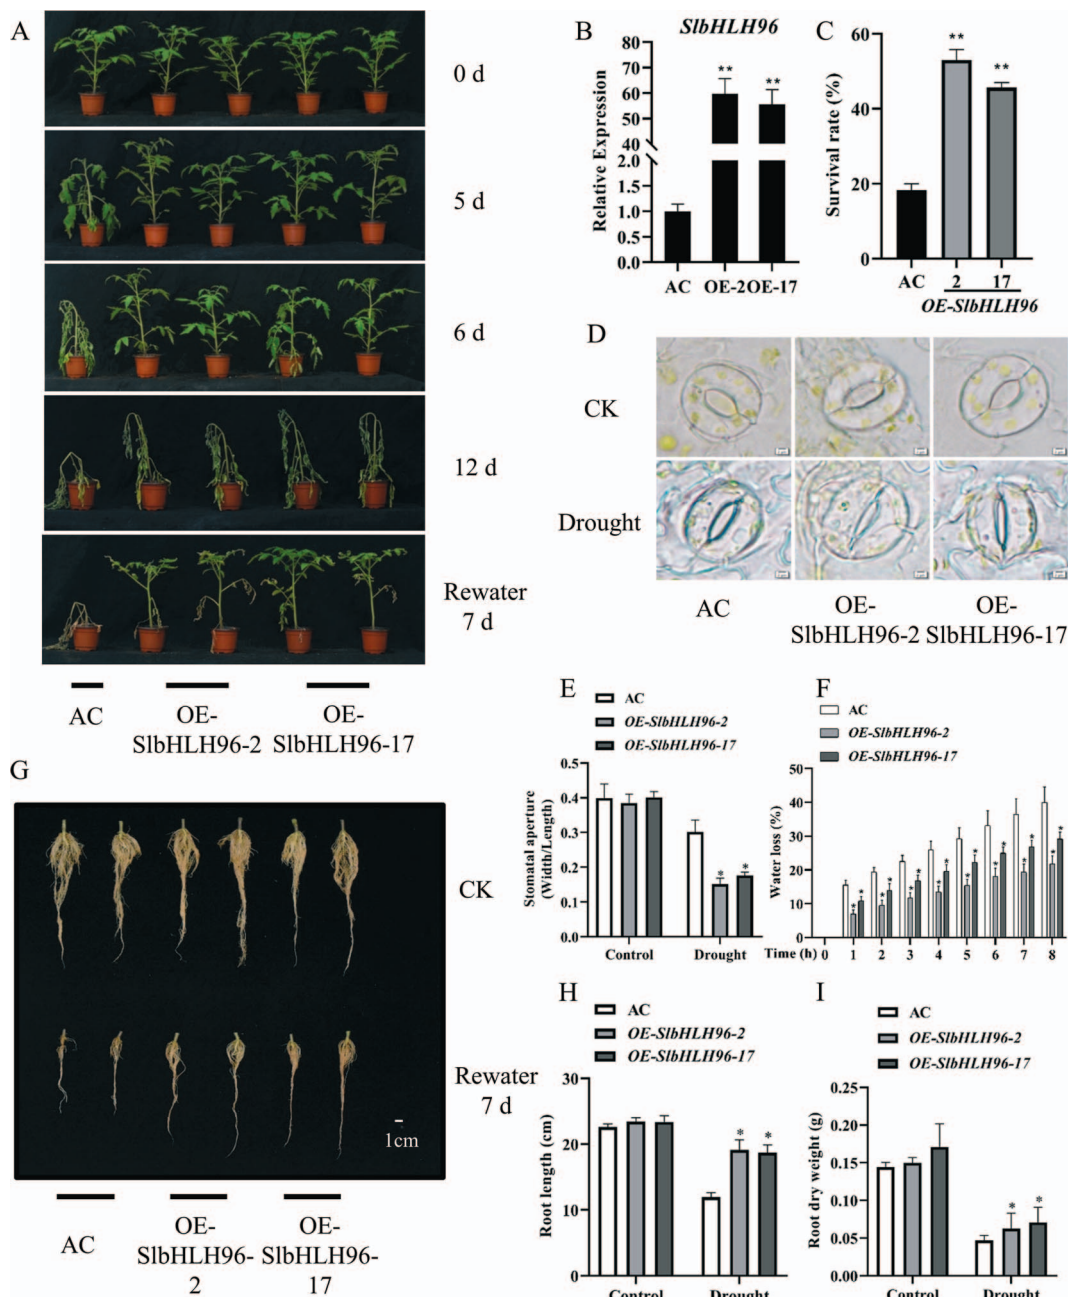 A
0 d
5 d
6 d
12 d
Rewater
7 d
AC
OE-
SlbHLH96-2
OE-
SlbHLH96-17
B
SlbHLH96
Relative Expression
80
70
60
50
40
2.0
1.5
1.0
0.5
0.0
**
**
AC
OE-2
OE-17
C
Survival rate (%)
60
40
20
0
**
**
AC
2
17
OE-SlbHLH96
D
CK
Drought
AC
OE-
SlbHLH96-2
OE-
SlbHLH96-17
E
AC
OE-SlbHLH96-2
OE-SlbHLH96-17
Stomatal aperture
(Width/Length)
0.5
0.4
0.3
0.2
0.1
0.0
*
*
Control
Drought
F
AC
OE-SlbHLH96-2
OE-SlbHLH96-17
Water loss (%)
50
40
30
20
10
0
* * * * * * * * * * * * * * * *
Time (h) 0 1 2 3 4 5 6 7 8
G
CK
Rewater
7 d
1cm
AC
OE-
SlbHLH96-
2
OE-
SlbHLH96-
17
H
AC
OE-SlbHLH96-2
OE-SlbHLH96-17
Root length (cm)
30
20
10
0
*
*
Control
Drought
I
AC
OE-SlbHLH96-2
OE-SlbHLH96-17
Root dry weight (g)
0.25
0.20
0.15
0.10
0.05
0.00
*
*
Control
Drought